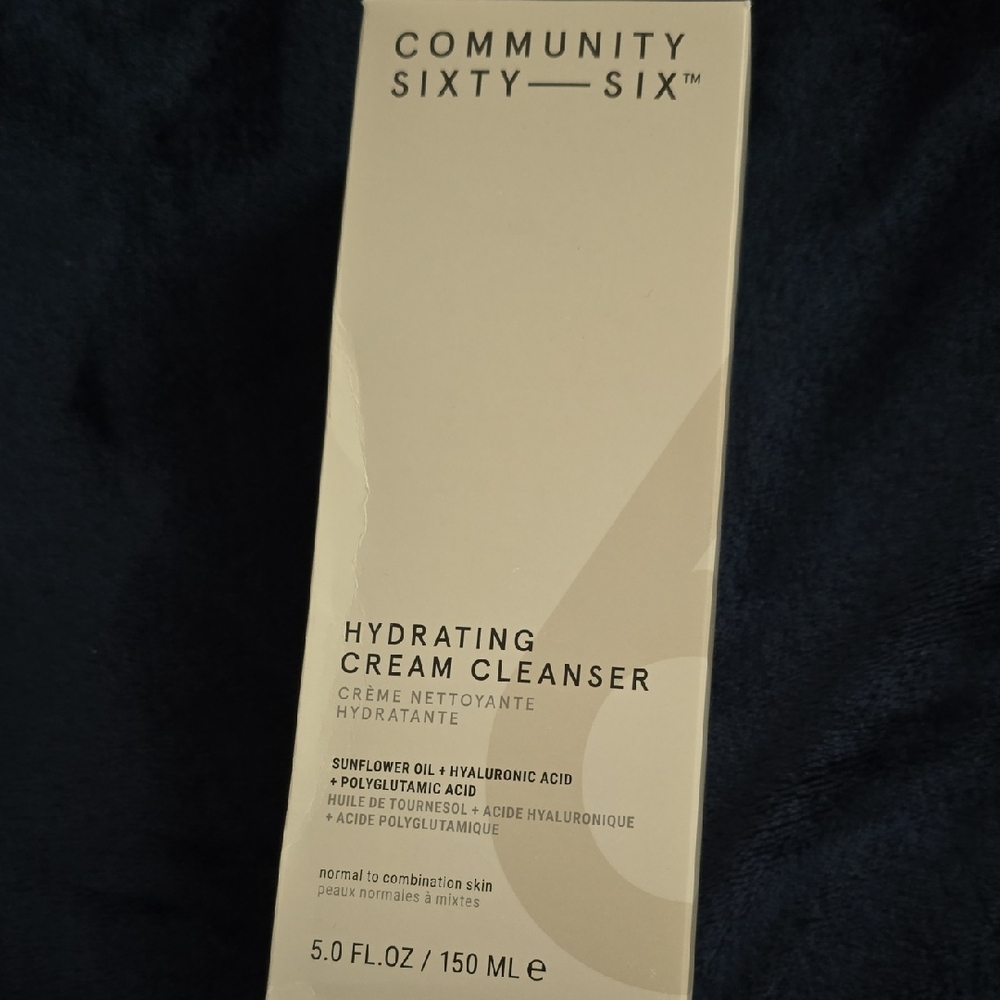 COMMUNITY
SIXTY—SIX™
HYDRATING
CREAM CLEANSER
CRÈME NETTOYANTE
HYDRATANTE
SUNFLOWER OIL + HYALURONIC ACID
+ POLYGLUTAMIC ACID
HUILE DE TOURNESOL + ACIDE HYALURONIQUE
+ ACIDE POLYGLUTAMIQUE
normal to combination skin
peaux normales à mixtes
5.0 FL.OZ / 150 ML ℮